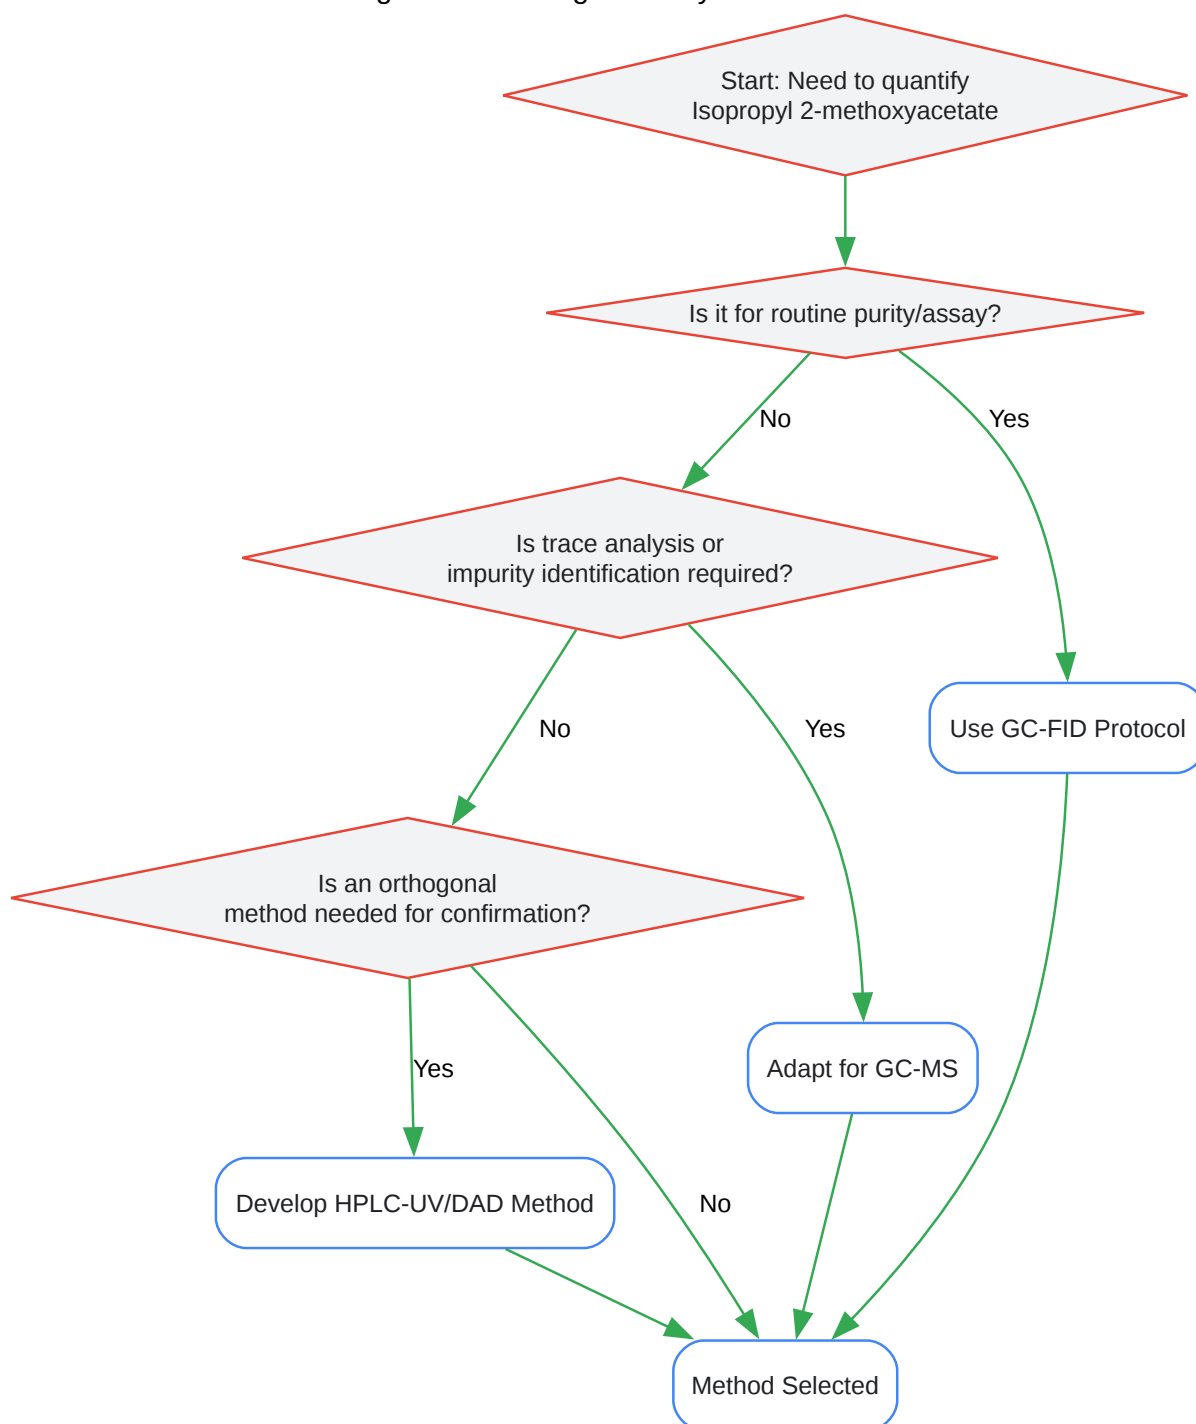 Start: Need to quantify
Isopropyl 2-methoxyacetate
Is it for routine purity/assay?
No
Yes
Is trace analysis or
impurity identification required?
No
Yes
Use GC-FID Protocol
Is an orthogonal
method needed for confirmation?
Yes
Adapt for GC-MS
Develop HPLC-UV/DAD Method
No
Method Selected